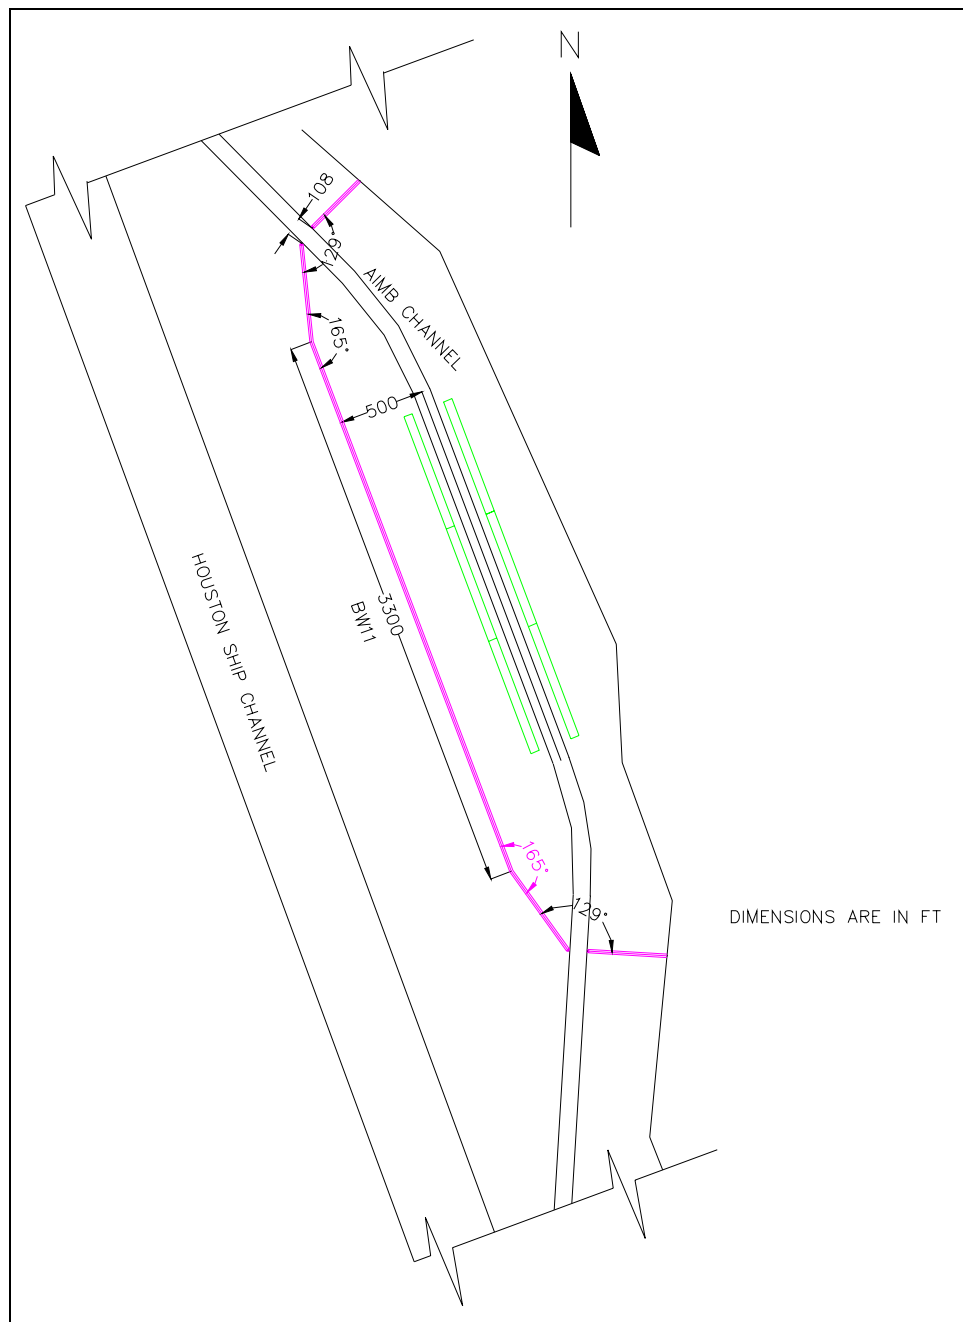 N
108
129°
AIMB CHANNEL
165°
500
HOUSTON SHIP CHANNEL
3300
BW11
165°
129°
DIMENSIONS ARE IN FT